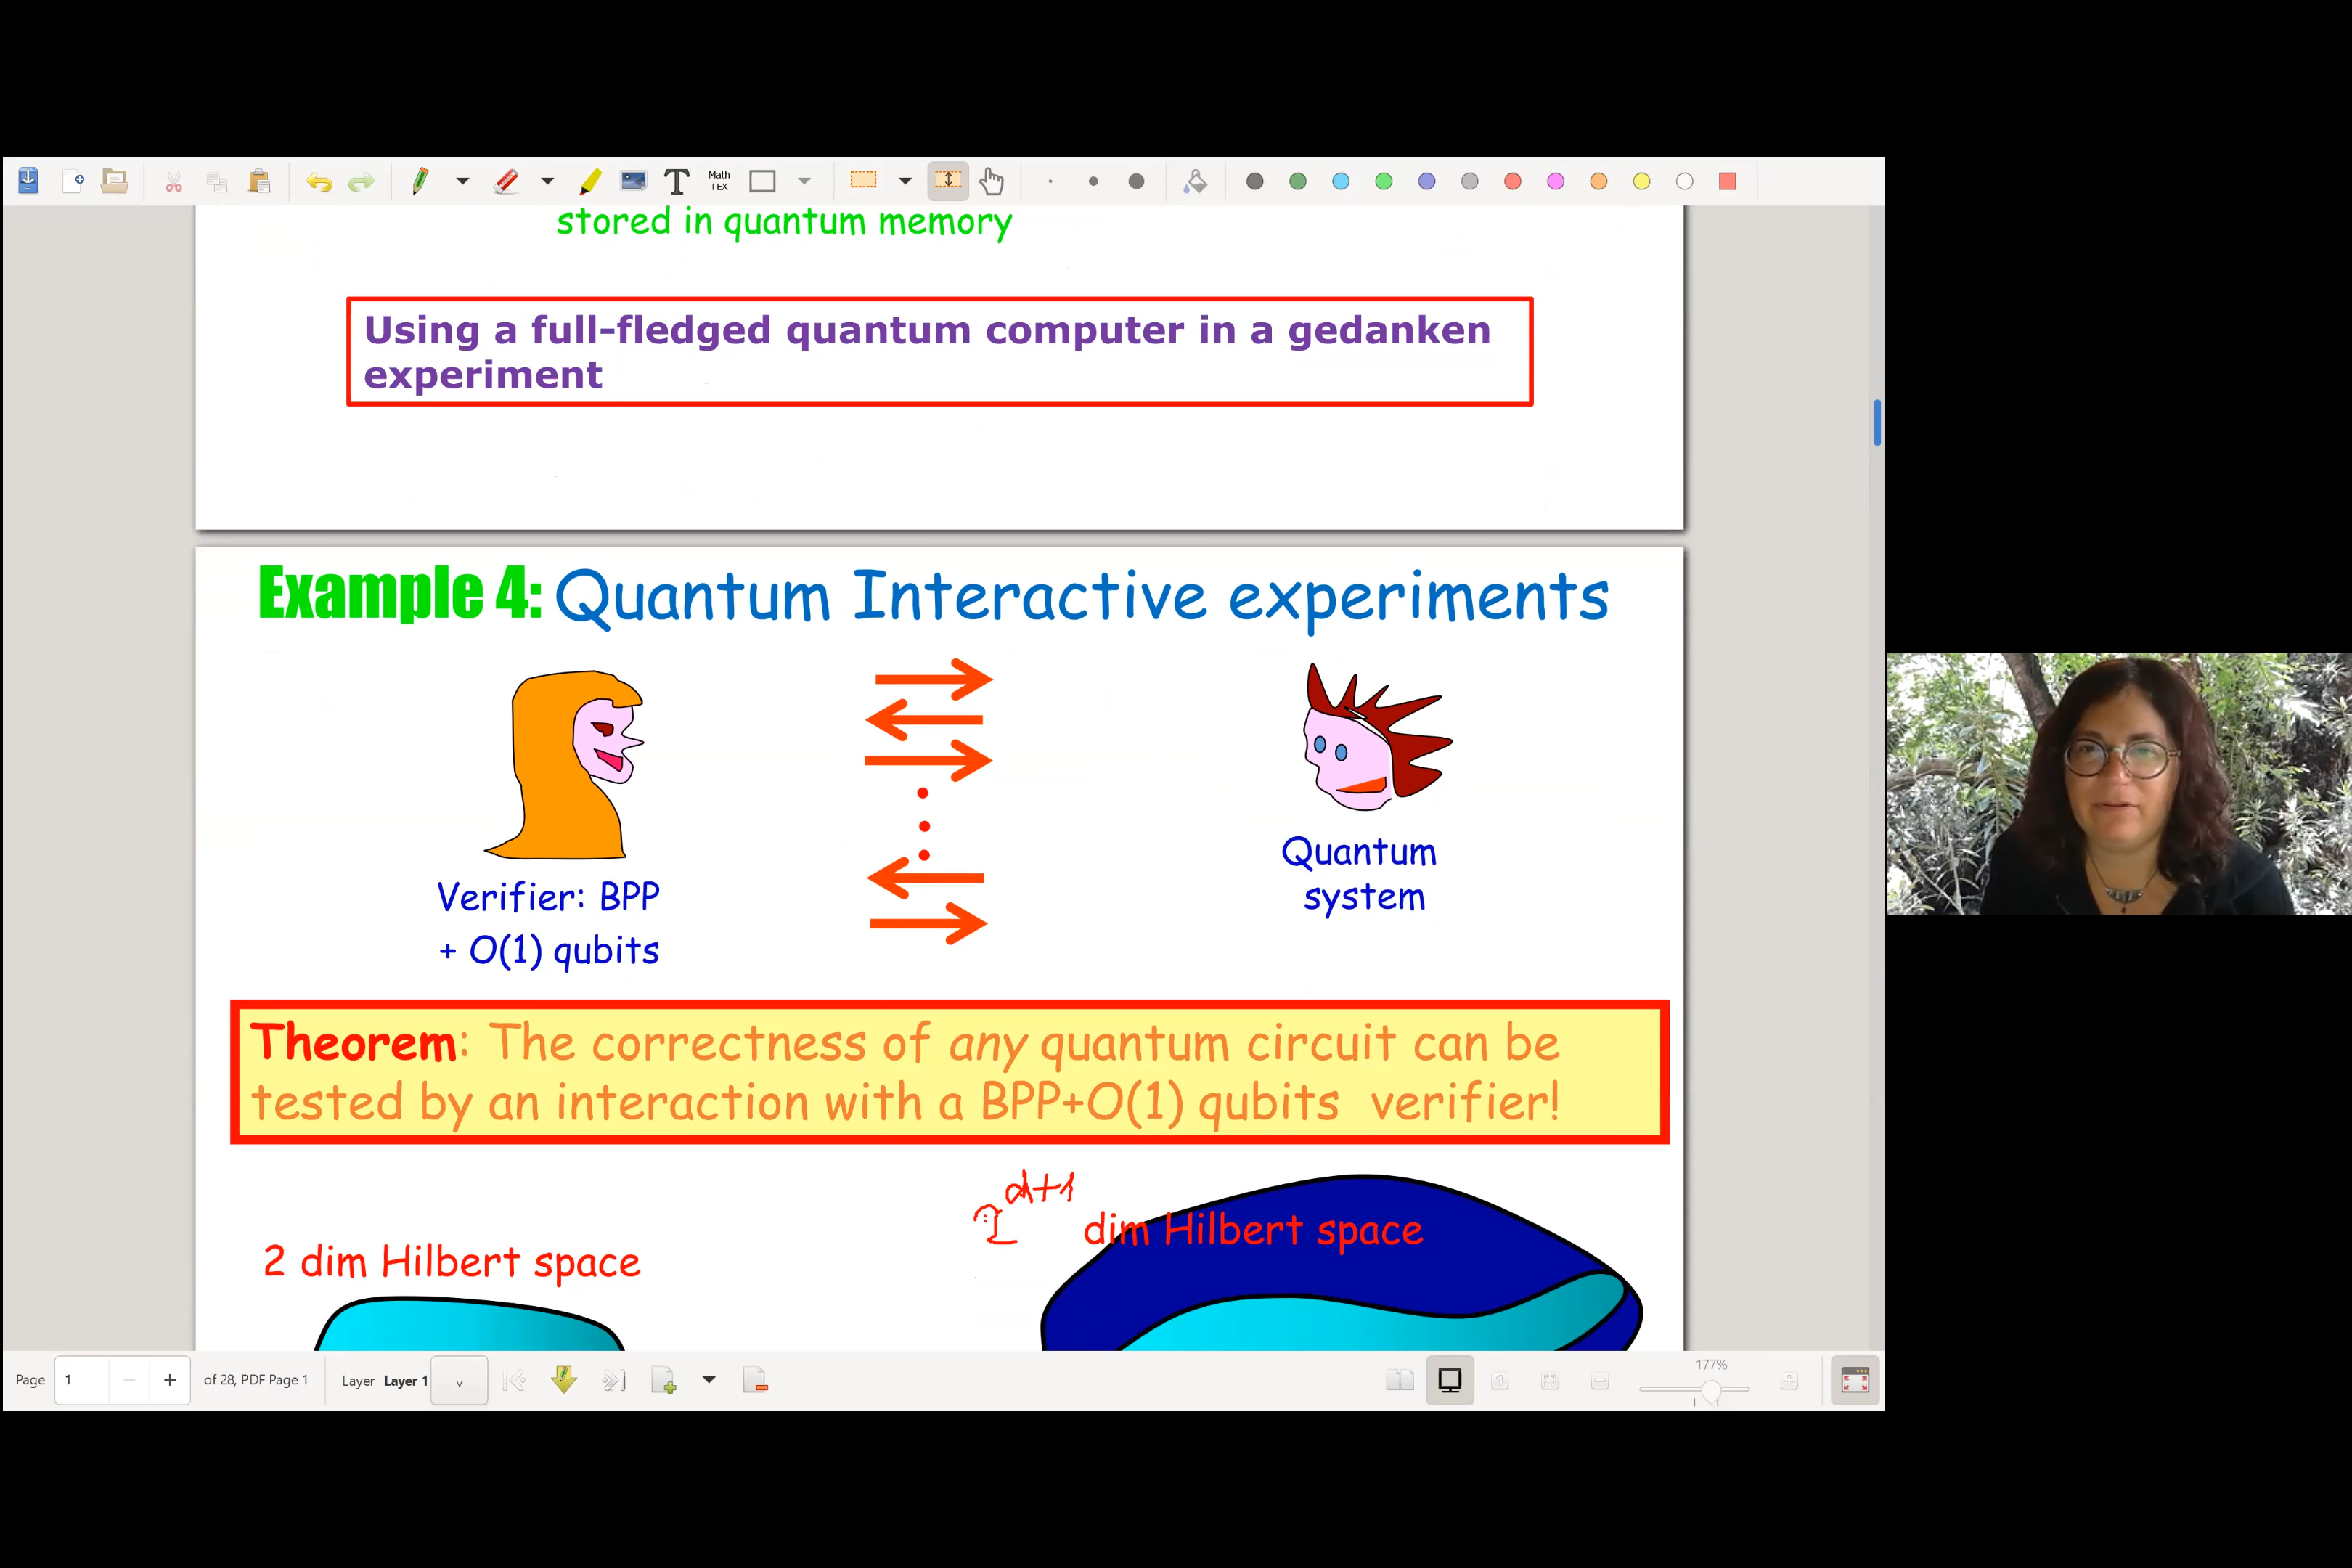 Math
TEX
stored in quantum memory
Using a full-fledged quantum computer in a gedanken
experiment
Example 4: Quantum Interactive experiments
Quantum
system
Verifier: BPP
+ O(1) qubits
Theorem: The correctness of any quantum circuit can be
tested by an interaction with a BPP+O(1) qubits verifier!
2^{d+1} dim Hilbert space
2 dim Hilbert space
Page 1 of 28, PDF Page 1 Layer Layer 1 177%